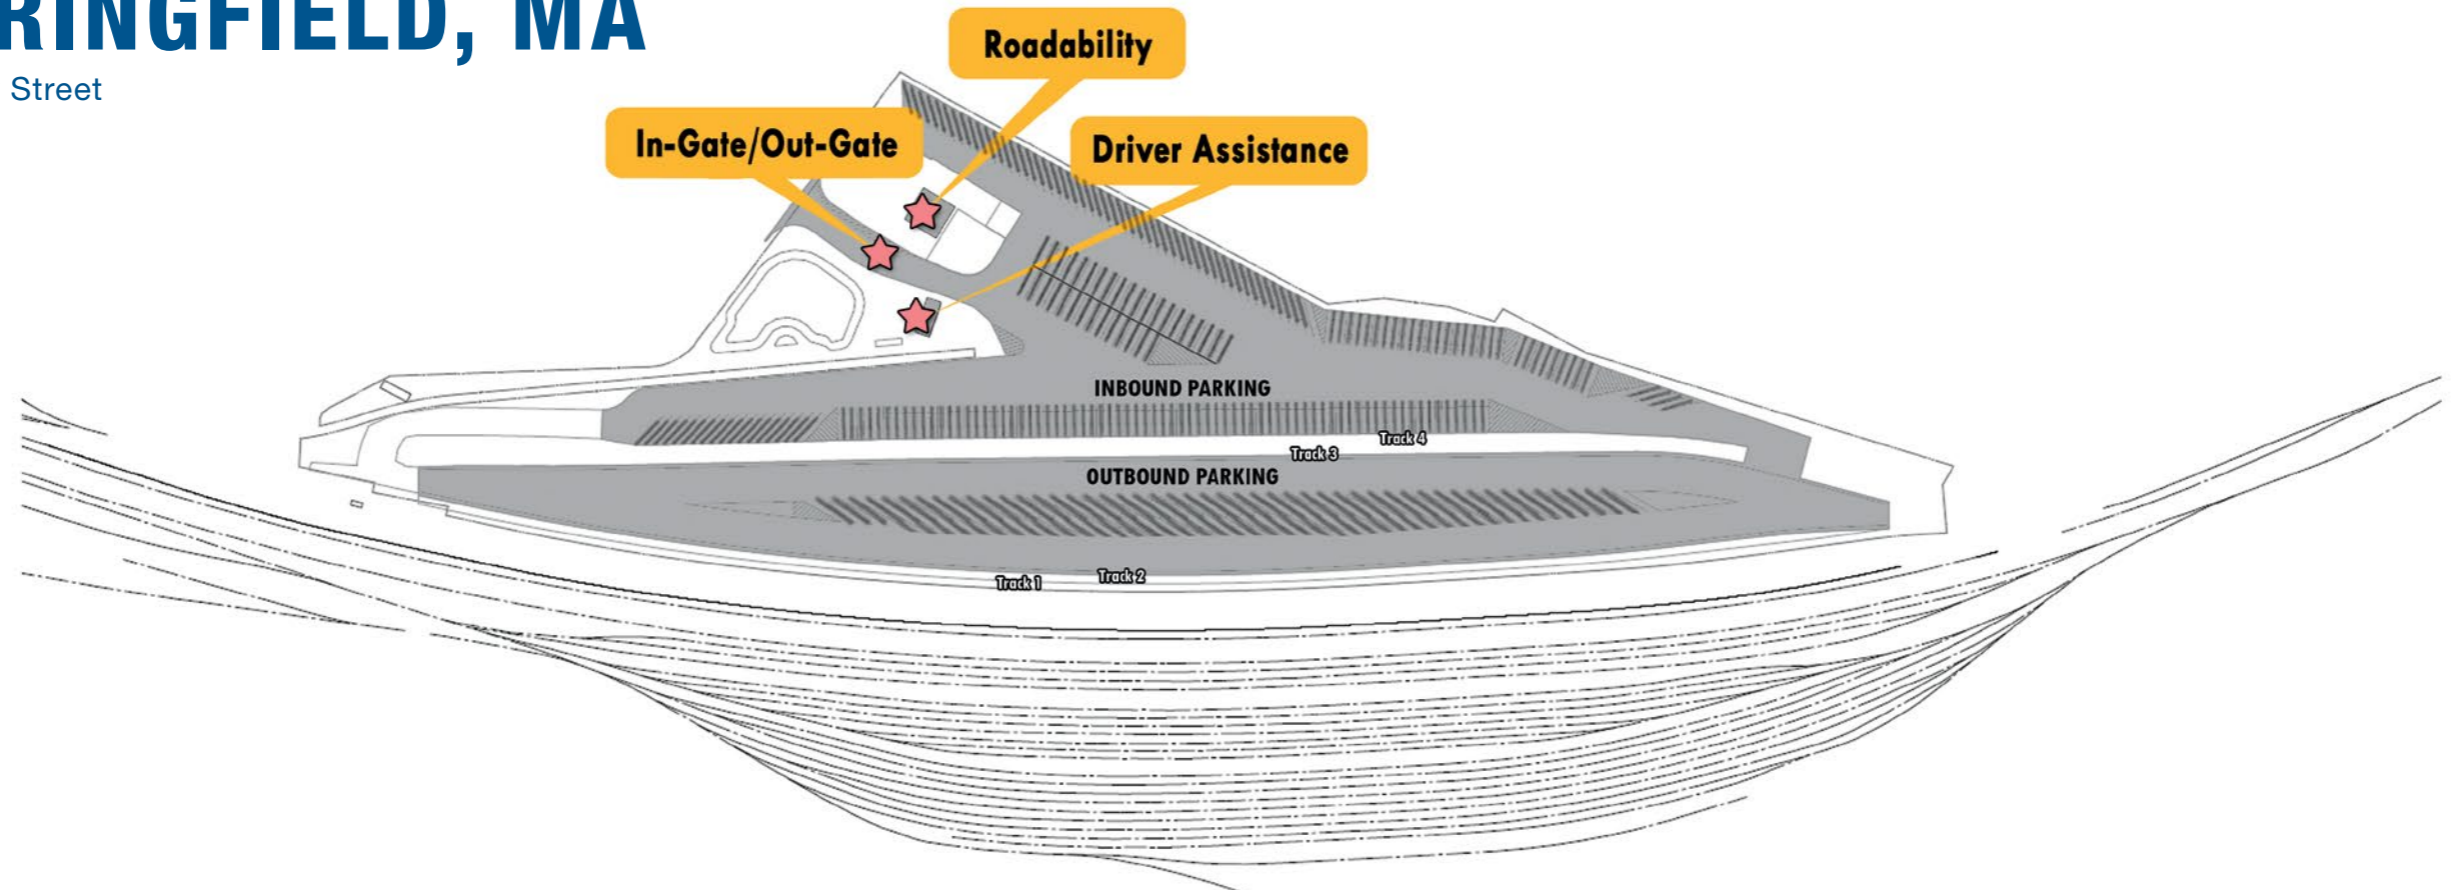 RINGFIELD, MA
Street
Roadability
In-Gate/Out-Gate
Driver Assistance
INBOUND PARKING
Track 4
Track 3
OUTBOUND PARKING
Track 2
Track 1